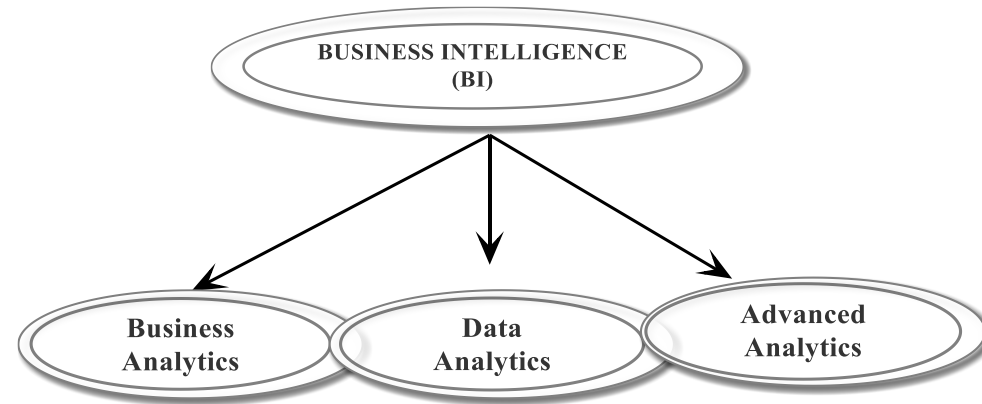 BUSINESS INTELLIGENCE
(BI)
Business
Analytics
Data
Analytics
Advanced
Analytics